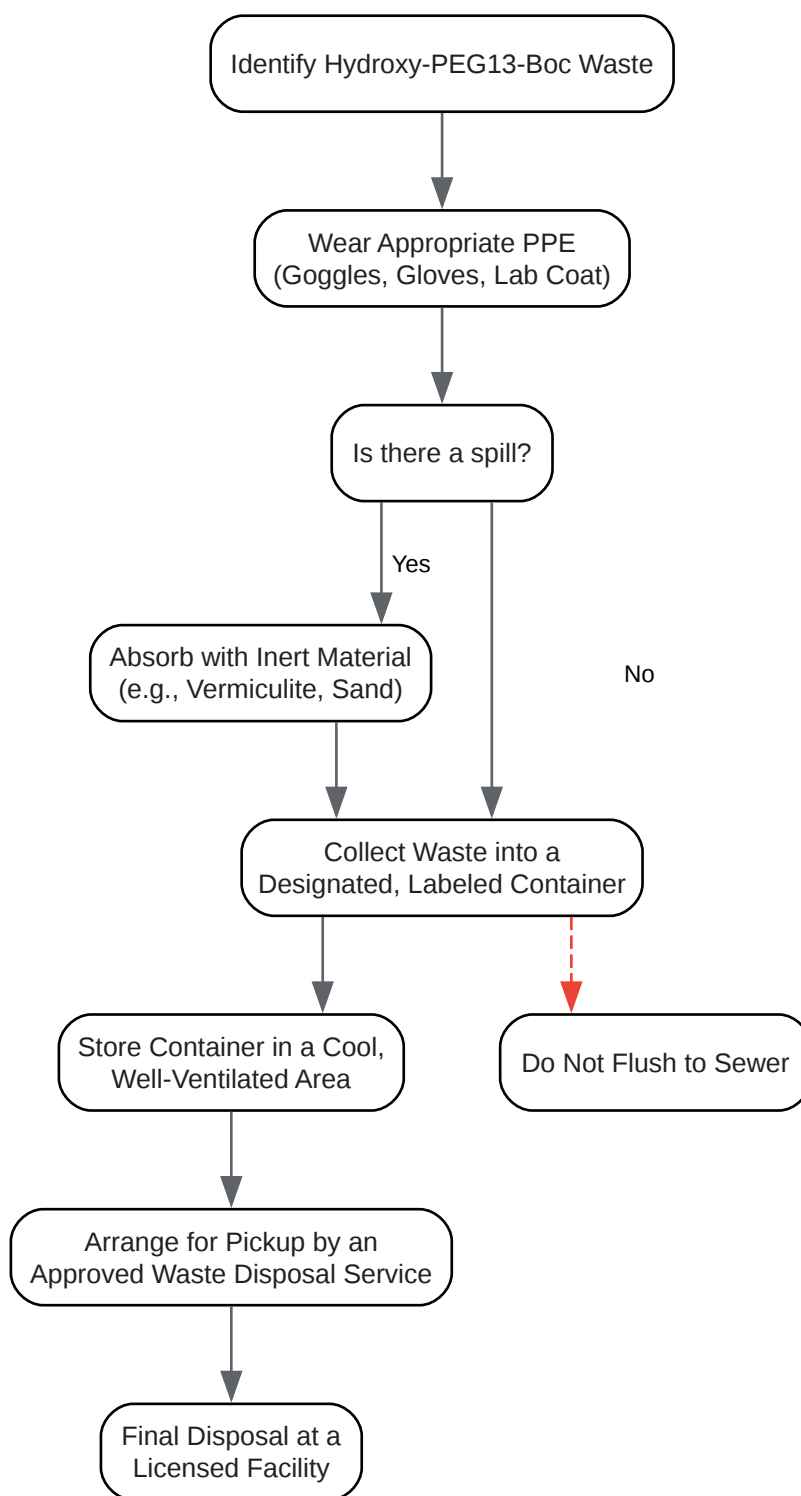 Identify Hydroxy-PEG13-Boc Waste
Wear Appropriate PPE
(Goggles, Gloves, Lab Coat)
Is there a spill?
Yes
Absorb with Inert Material
(e.g., Vermiculite, Sand)
No
Collect Waste into a
Designated, Labeled Container
Store Container in a Cool,
Well-Ventilated Area
Do Not Flush to Sewer
Arrange for Pickup by an
Approved Waste Disposal Service
Final Disposal at a
Licensed Facility